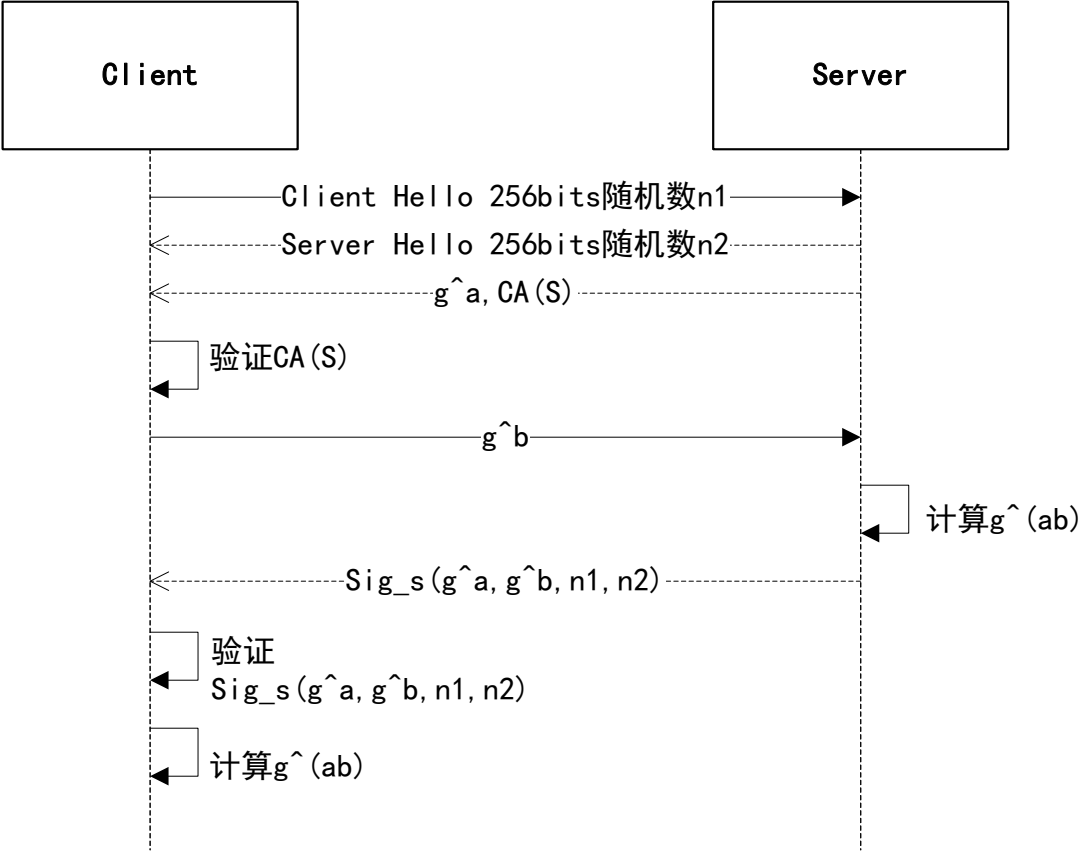 Client
Server
Client Hello 256bits随机数n1
Server Hello 256bits随机数n2
g^a,CA(S)
验证CA(S)
g^b
计算g^(ab)
Sig_s(g^a,g^b,n1,n2)
验证
Sig_s(g^a,g^b,n1,n2)
计算g^(ab)